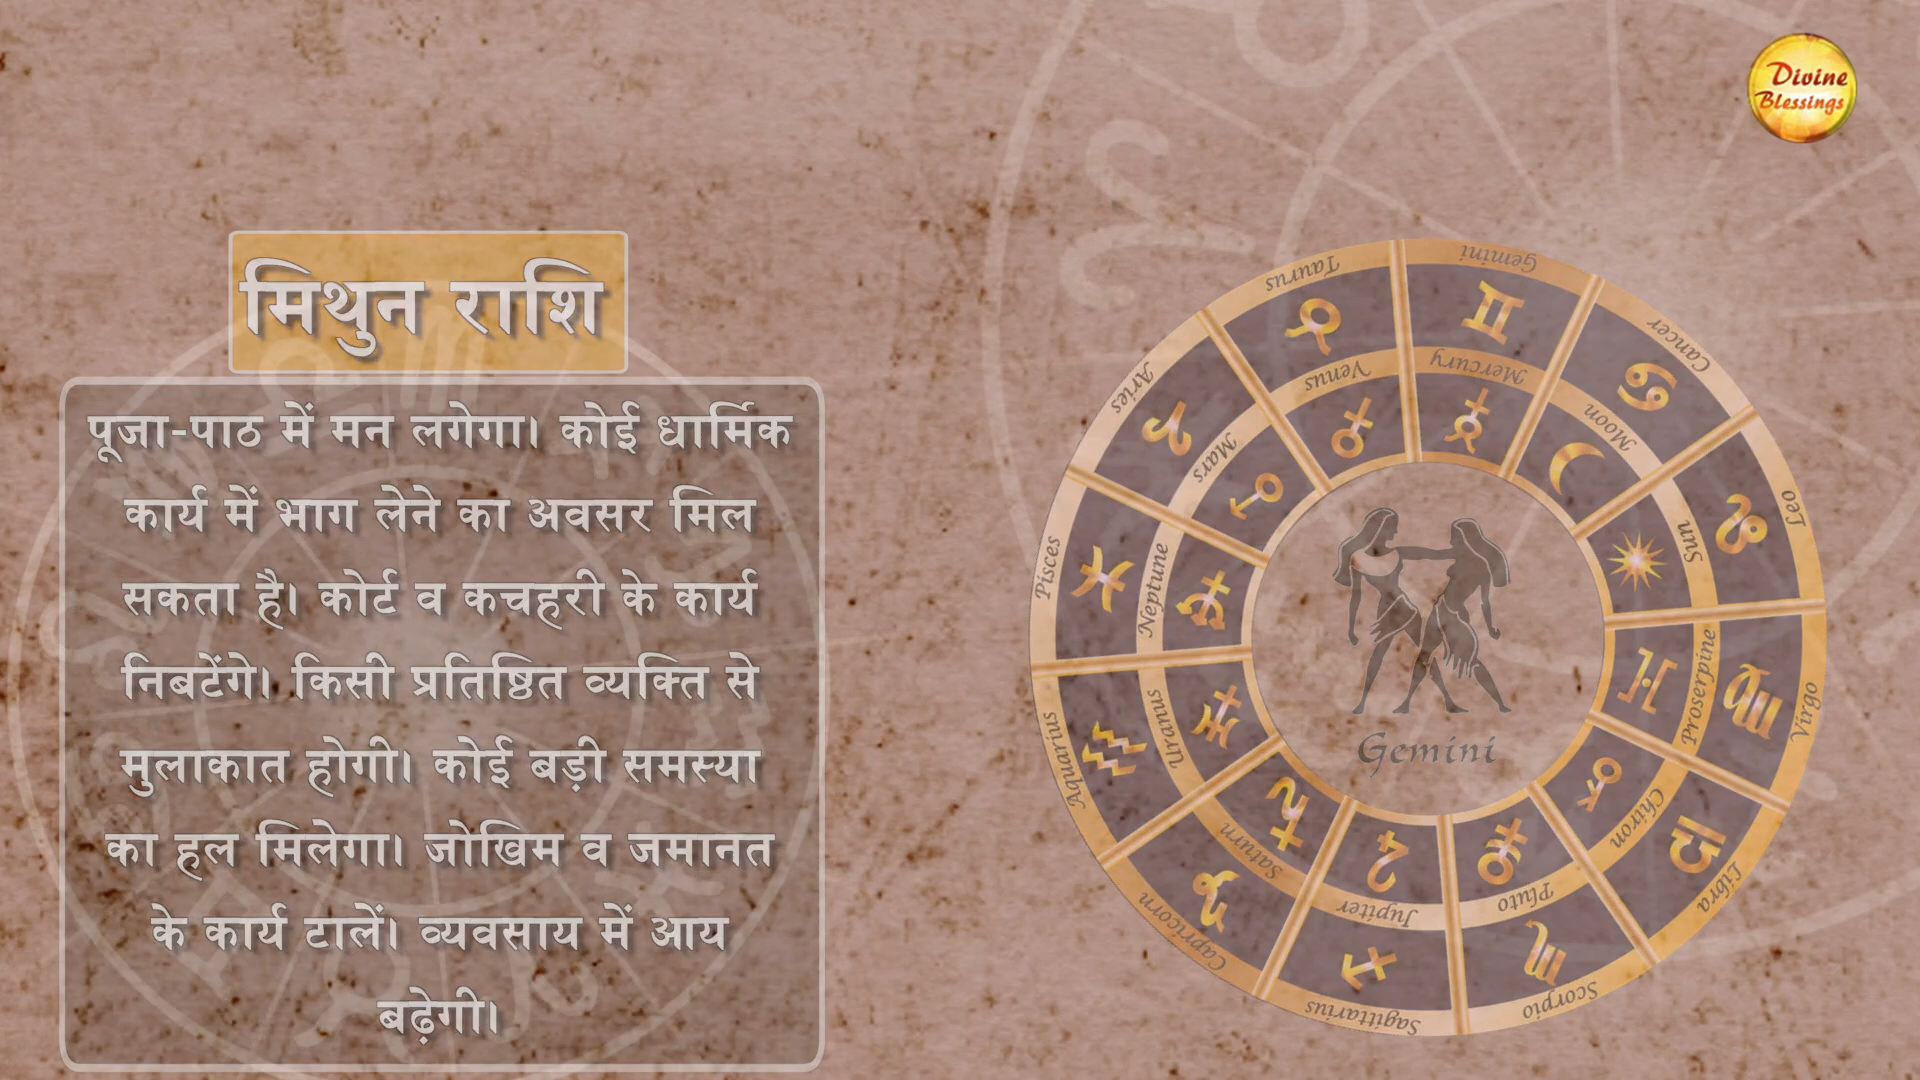 Divine
Blessings
मिथुन राशि
पूजा-पाठ में मन लगेगा। कोई धार्मिक
कार्य में भाग लेने का अवसर मिल
सकता है। कोर्ट व कचहरी के कार्य
निबटेंगे। किसी प्रतिष्ठित व्यक्ति से
मुलाकात होगी। कोई बड़ी समस्या
का हल मिलेगा। जोखिम व जमानत
के कार्य टालें। व्यवसाय में आय
बढ़ेगी।
Gemini
Cancer
Leo
Virgo
Libra
Scorpio
Sagittarius
Capricorn
Aquarius
Pisces
Aries
Taurus
Mercury
Moon
Sun
Proserpine
Chiron
Pluto
Jupiter
Saturn
Uranus
Neptune
Mars
Venus
Gemini